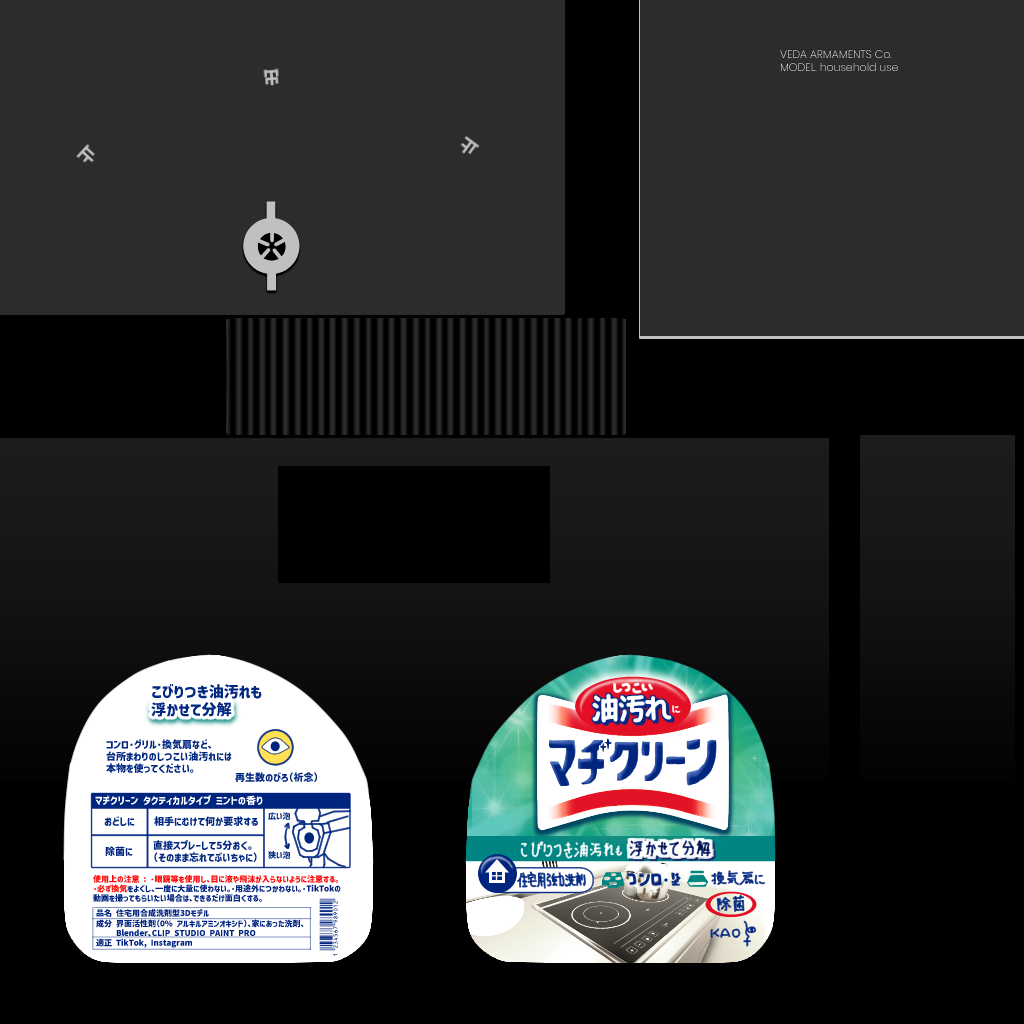 VEDA ARMAMENTS Co.
MODEL household use
こびりつき油汚れも
浮かせて分解
コンロ・グリル・換気扇など、
台所まわりのしつこい油汚れには
本物を使ってください。
再生数のびろ(祈念)
マヂクリーン タクティカルタイプ ミントの香り
おどしに 相手にむけて何か要求する
除菌に 直接スプレーして5分おく。
(そのまま忘れてぶいちゃに)
広い泡
狭い泡
使用上の注意 : ・眼鏡等を使用し、目に液や飛沫が入らないように注意する。
・必ず換気をよくし、一度に大量に使わない。・用途外につかわない。・TikTokの
動画を撮ってもらいたい場合は、できるだけ面白くする。
品名 住宅用合成洗剤型3Dモデル
成分 界面活性剤(0% アルキルアミンオキシド)、家にあった洗剤、
Blender、CLIP STUDIO PAINT PRO
適正 TikTok, Instagram
しつこい
油汚れに
マヂクリーン
こびりつき油汚れも 浮かせて分解
住宅用強力洗剤 コンロ・壁 換気扇に
除菌
KAO